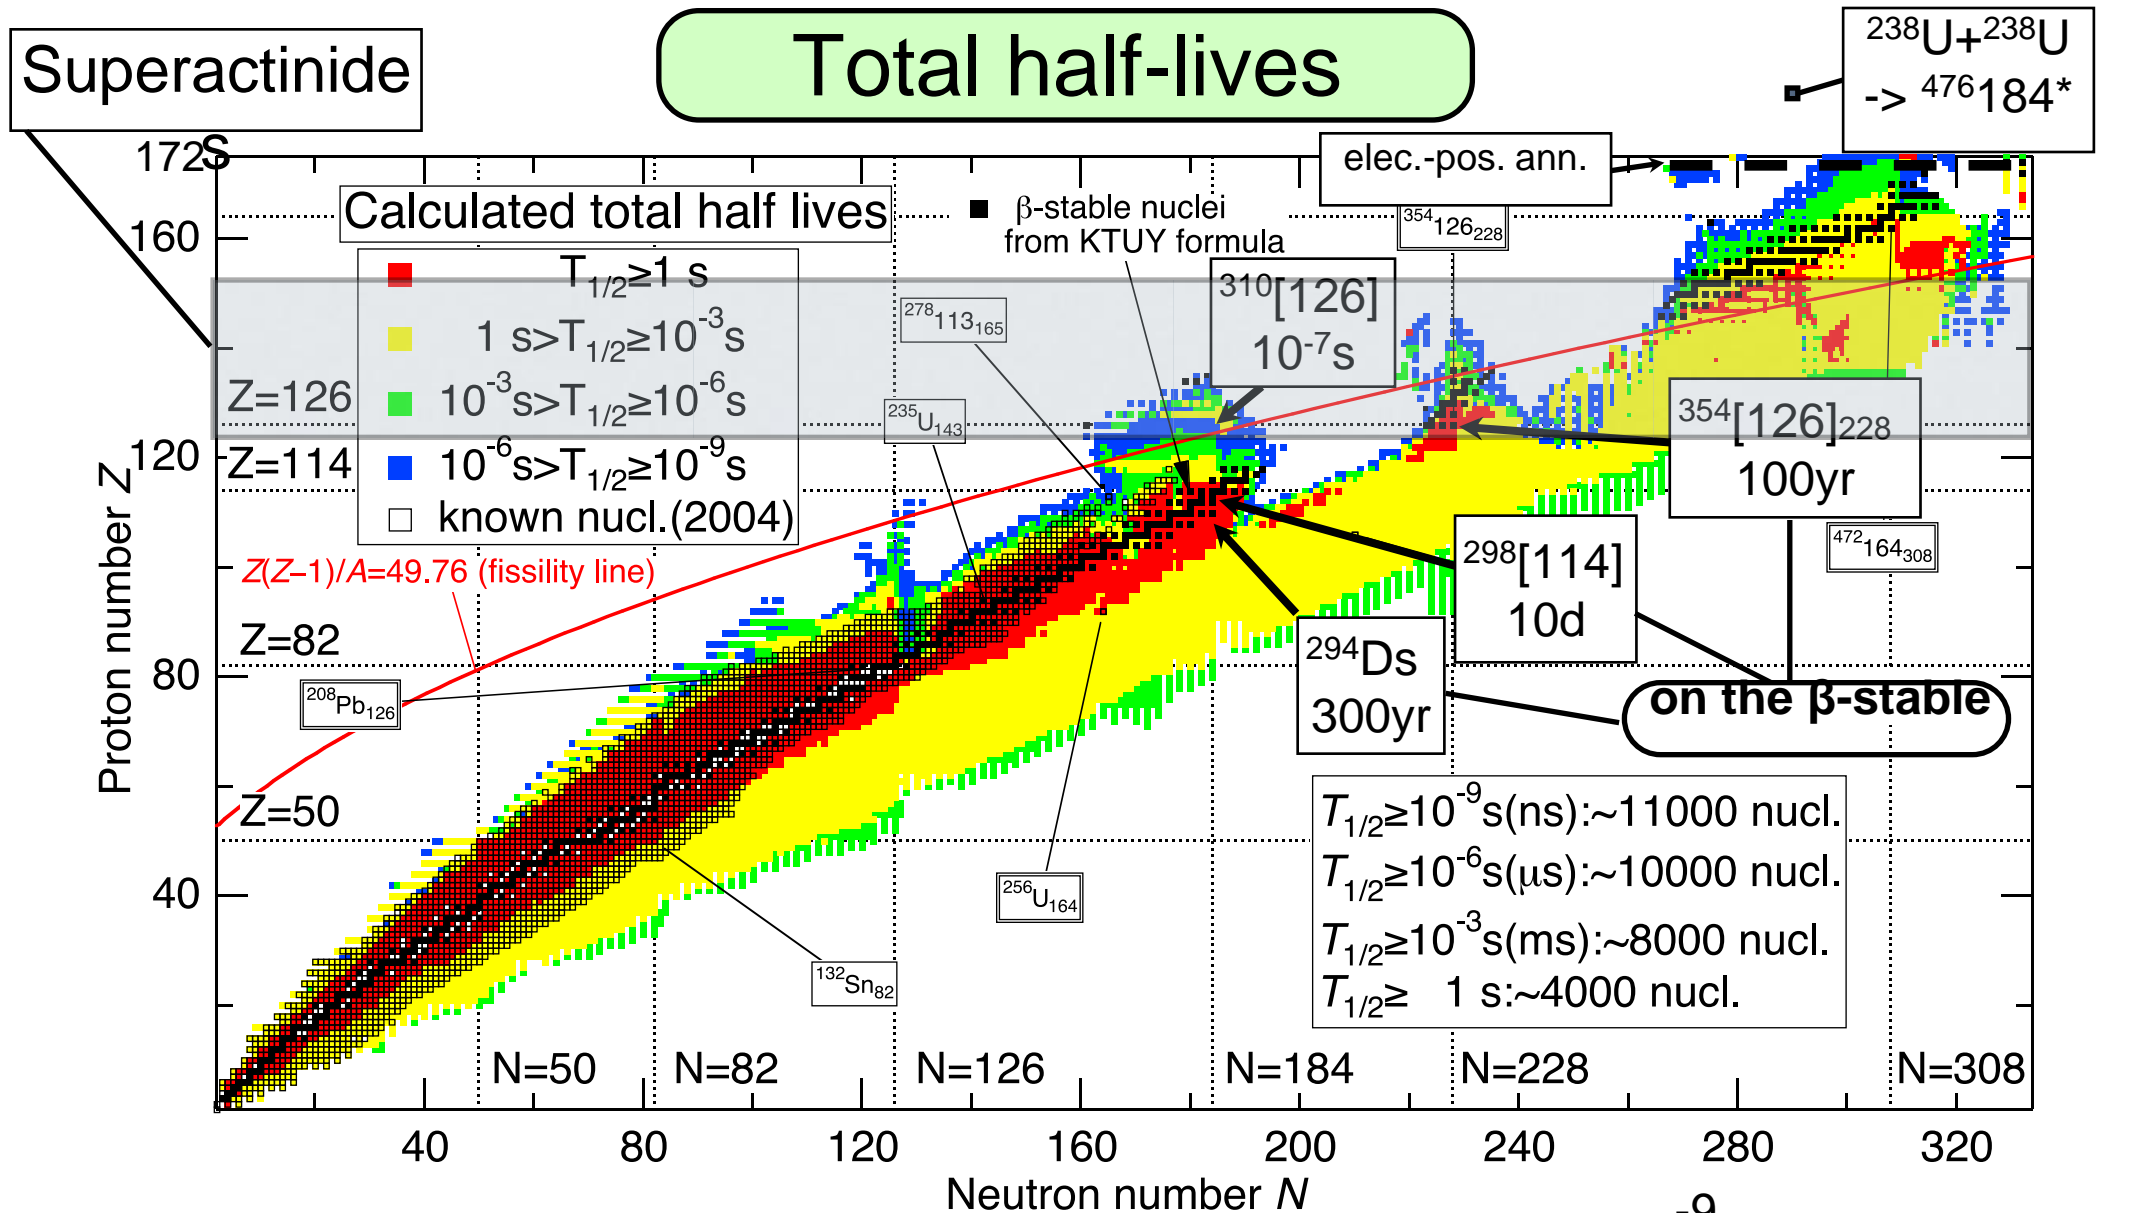 Total half-lives
Superactinide
s
²³⁸U+²³⁸U
-> ⁴⁷⁶184*
elec.-pos. ann.
172
160
120
80
40
Proton number Z
Calculated total half lives
T₁/₂≥1 s
1 s>T₁/₂≥10⁻³s
10⁻³s>T₁/₂≥10⁻⁶s
10⁻⁶s>T₁/₂≥10⁻⁹s
known nucl.(2004)
β-stable nuclei
from KTUY formula
³⁵⁴126₂₂₈
³¹⁰[126]
10⁻⁷s
²⁷⁸113₁₆₅
²³⁵U₁₄₃
Z=126
Z=114
Z(Z–1)/A=49.76 (fissility line)
Z=82
²⁰⁸Pb₁₂₆
Z=50
³⁵⁴[126]₂₂₈
100yr
⁴⁷²164₃₀₈
²⁹⁸[114]
10d
²⁹⁴Ds
300yr
on the β-stable
²⁵⁶U₁₆₄
¹³²Sn₈₂
T₁/₂≥10⁻⁹s(ns):~11000 nucl.
T₁/₂≥10⁻⁶s(μs):~10000 nucl.
T₁/₂≥10⁻³s(ms):~8000 nucl.
T₁/₂≥ 1 s:~4000 nucl.
N=50
N=82
N=126
N=184
N=228
N=308
40
80
120
160
200
240
280
320
Neutron number N
-9